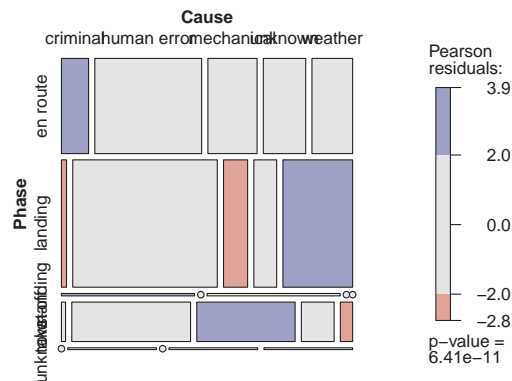 Cause
criminal human error mechanical unknown weather
Pearson
residuals:
3.9
2.0
0.0
−2.0
−2.8
p−value =
6.41e−11
Phase
en route
landing
unknown